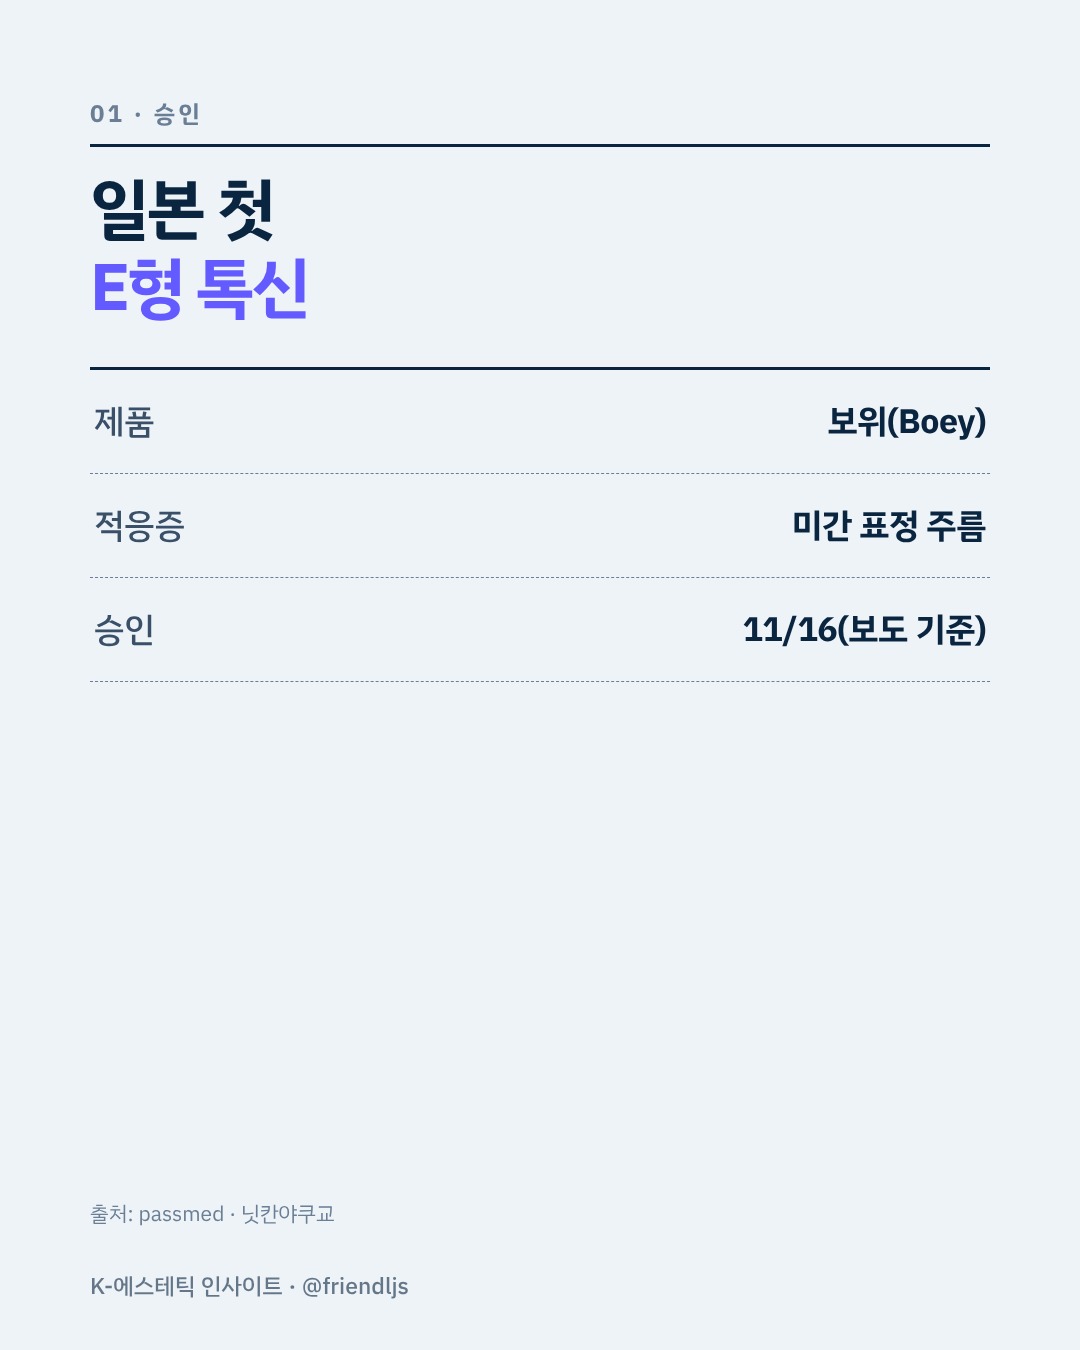 01 · 승인
일본 첫
E형 톡신
제품 보위(Boey)
적응증 미간 표정 주름
승인 11/16(보도 기준)
출처: passmed · 닛칸야쿠교
K-에스테틱 인사이트 · @friendljs